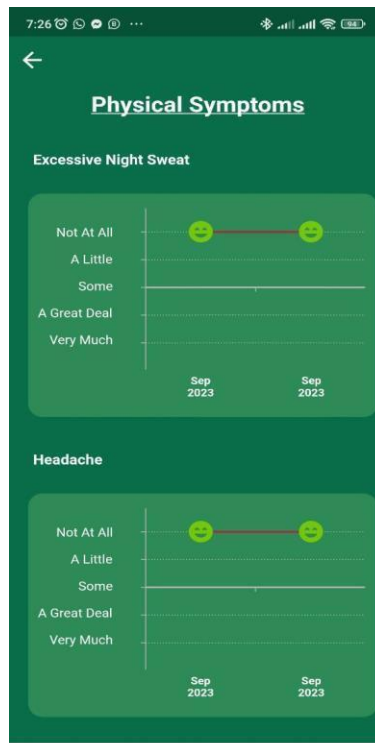 7:26
94
Physical Symptoms
Excessive Night Sweat
Not At All
A Little
Some
A Great Deal
Very Much
Sep Sep
2023 2023
Headache
Not At All
A Little
Some
A Great Deal
Very Much
Sep Sep
2023 2023